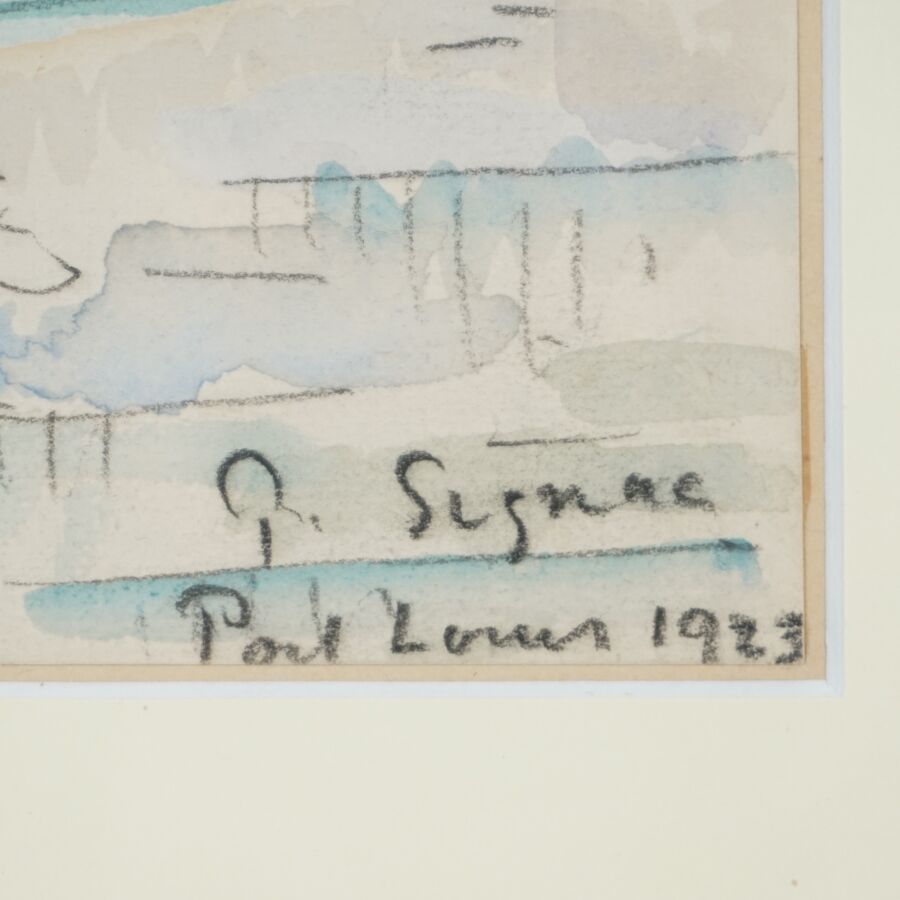 P. Signac
Port Louis 1923